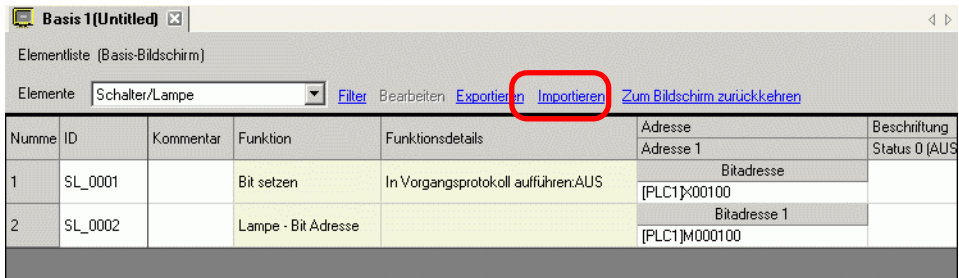 Basis 1(Untitled)
Elementliste (Basis-Bildschirm)
Elemente Schalter/Lampe Filter Bearbeiten Exportieren Importieren Zum Bildschirm zurückkehren
Numme ID Kommentar Funktion Funktionsdetails Adresse Beschriftung
Adresse 1 Status 0 (AUS
1 SL_0001 Bit setzen In Vorgangsprotokoll aufführen:AUS Bitadresse
[PLC1]X00100
2 SL_0002 Lampe - Bit Adresse Bitadresse 1
[PLC1]M000100